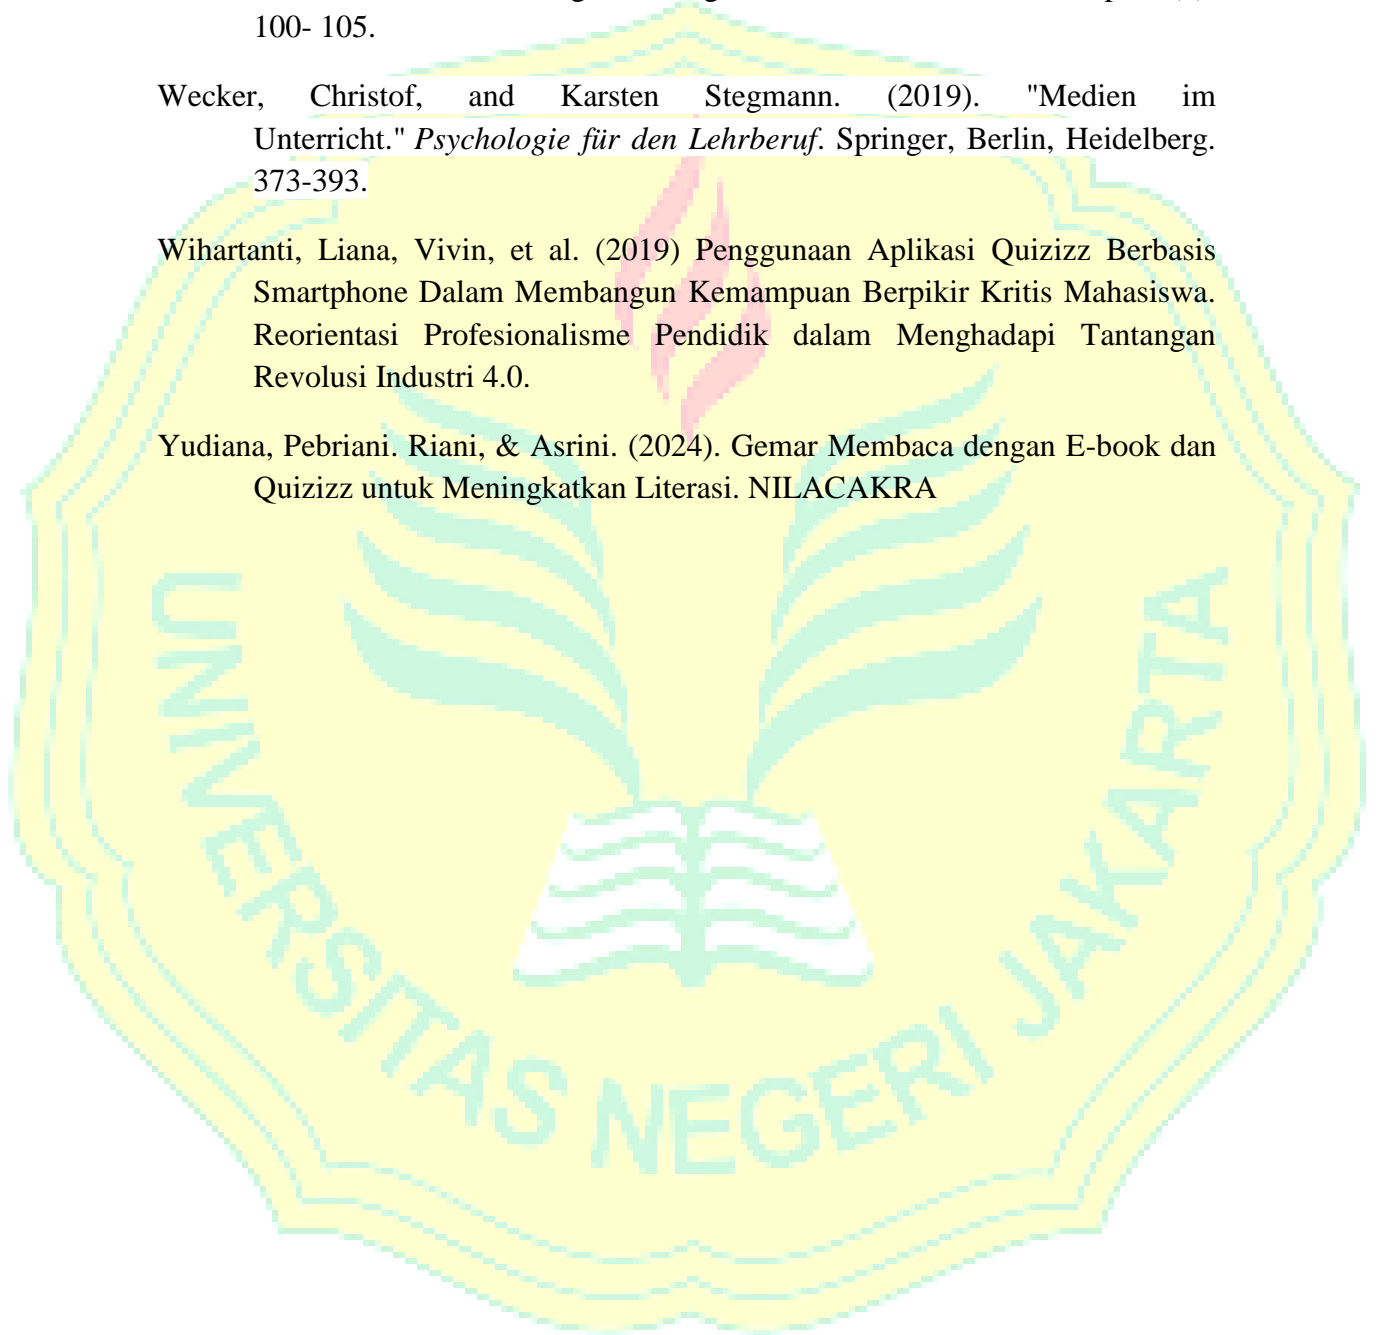 100- 105.
Wecker, Christof, and Karsten Stegmann. (2019). "Medien im
Unterricht." Psychologie für den Lehrberuf. Springer, Berlin, Heidelberg.
373-393.
Wihartanti, Liana, Vivin, et al. (2019) Penggunaan Aplikasi Quizizz Berbasis
Smartphone Dalam Membangun Kemampuan Berpikir Kritis Mahasiswa.
Reorientasi Profesionalisme Pendidik dalam Menghadapi Tantangan
Revolusi Industri 4.0.
Yudiana, Pebriani. Riani, & Asrini. (2024). Gemar Membaca dengan E-book dan
Quizizz untuk Meningkatkan Literasi. NILACAKRA
UNIVERSITAS NEGERI JAKARTA